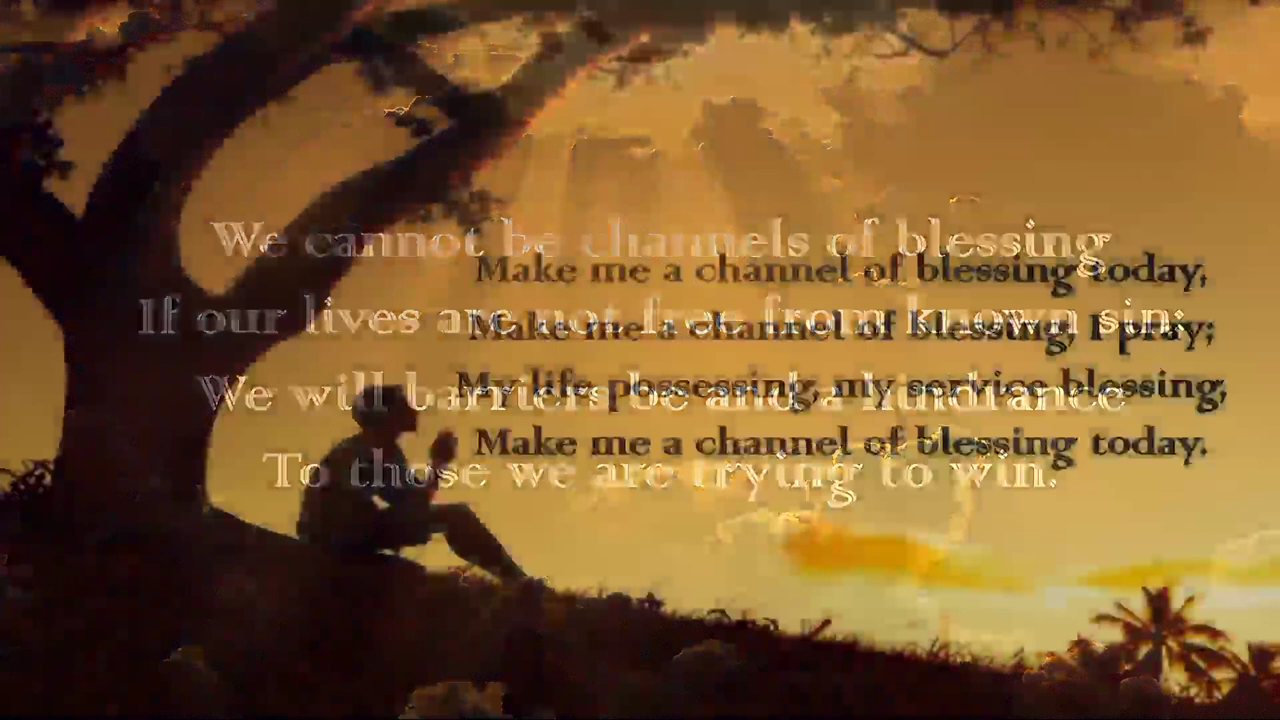 We cannot be channels of blessing
If our lives are not free from known sin;
We will barriers be and a hindrance
To those we are trying to win.
Make me a channel of blessing today,
Make me a channel of blessing, I pray;
My life possessing, my service blessing,
Make me a channel of blessing today.